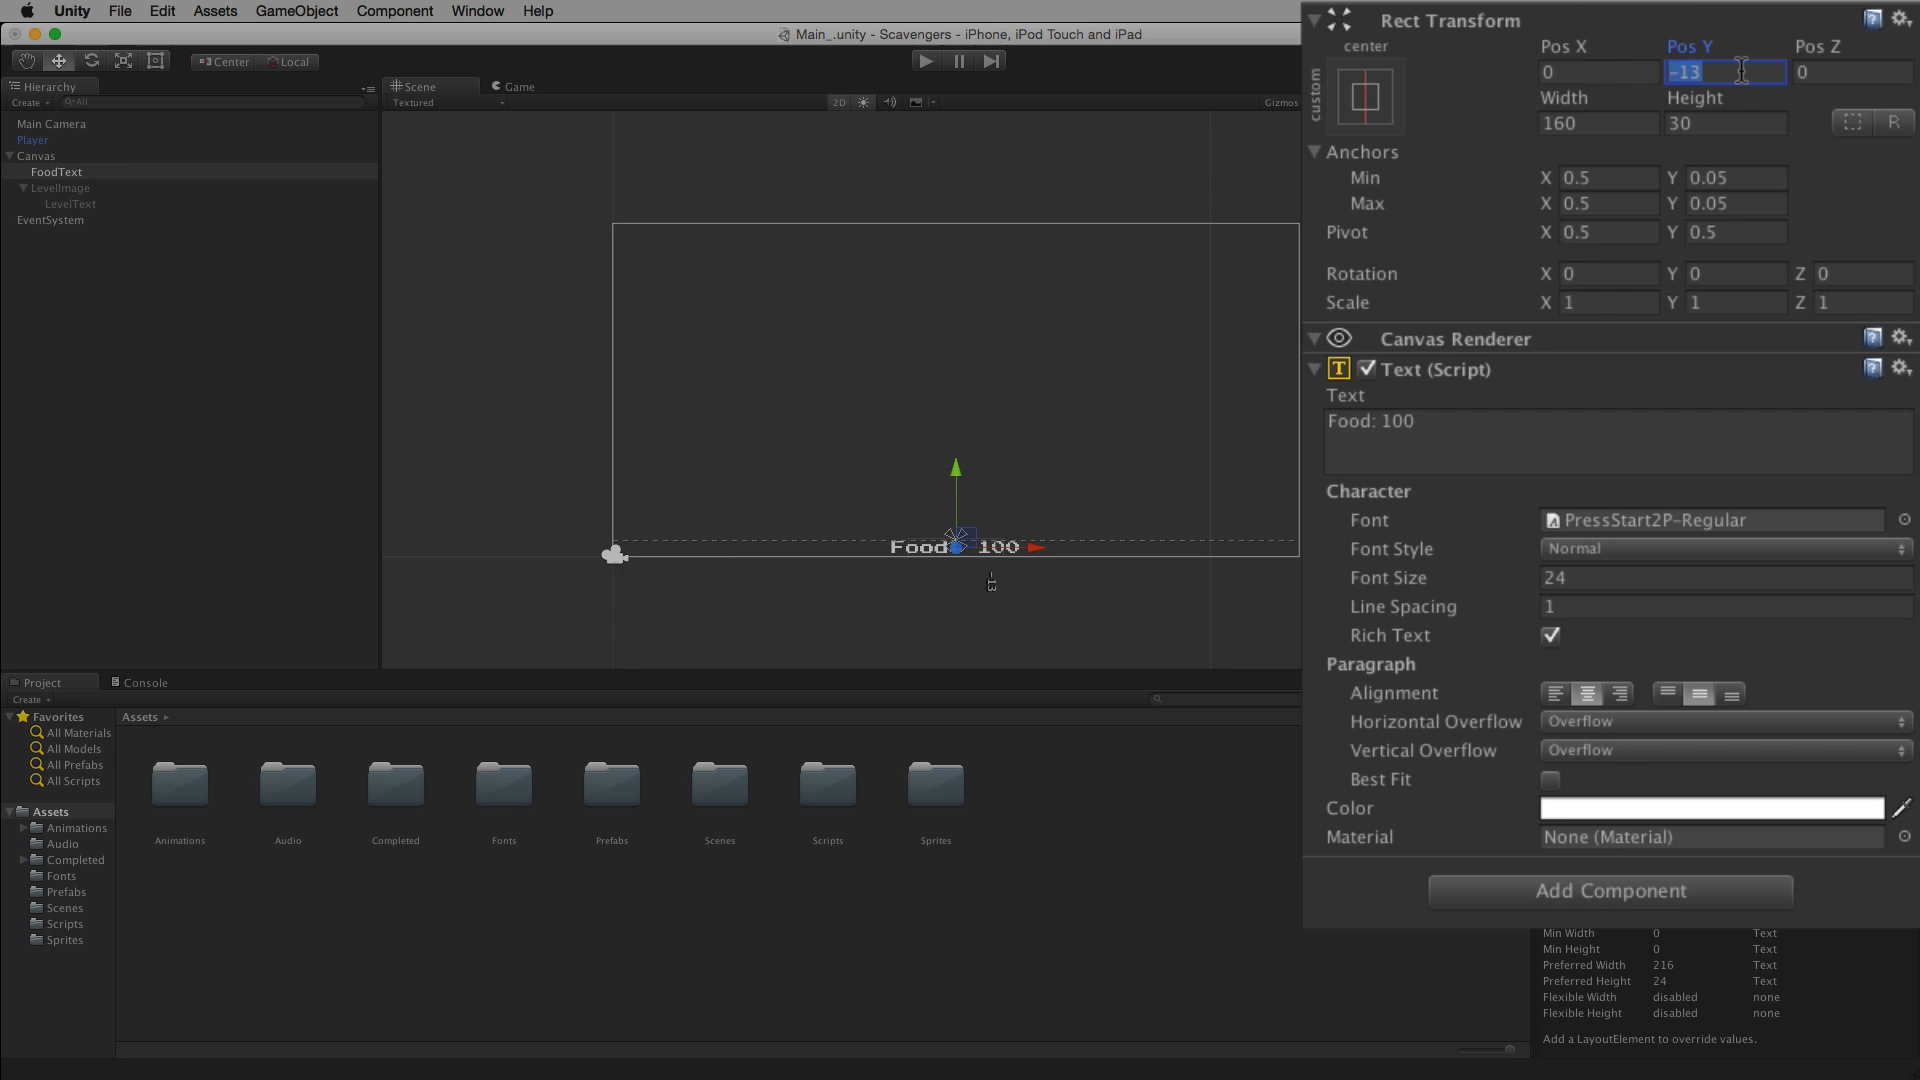 Unity File Edit Assets GameObject Component Window Help
Main_.unity - Scavengers - iPhone, iPod Touch and iPad
Center Local
Hierarchy
Create All
Main Camera
Player
Canvas
FoodText
LevelImage
LevelText
EventSystem
Scene Game
Textured 2D Gizmos
Food 100
-13
Rect Transform
center
custom
Pos X Pos Y Pos Z
0 -13 0
Width Height
160 30
R
Anchors
Min X 0.5 Y 0.05
Max X 0.5 Y 0.05
Pivot X 0.5 Y 0.5
Rotation X 0 Y 0 Z 0
Scale X 1 Y 1 Z 1
Canvas Renderer
T Text (Script)
Text
Food: 100
Character
Font PressStart2P-Regular
Font Style Normal
Font Size 24
Line Spacing 1
Rich Text
Paragraph
Alignment
Horizontal Overflow Overflow
Vertical Overflow Overflow
Best Fit
Color
Material None (Material)
Add Component
Min Width 0 Text
Min Height 0 Text
Preferred Width 216 Text
Preferred Height 24 Text
Flexible Width disabled none
Flexible Height disabled none
Add a LayoutElement to override values.
Project Console
Create
Favorites
All Materials
All Models
All Prefabs
All Scripts
Assets
Animations
Audio
Completed
Fonts
Prefabs
Scenes
Scripts
Sprites
Assets
Animations Audio Completed Fonts Prefabs Scenes Scripts Sprites